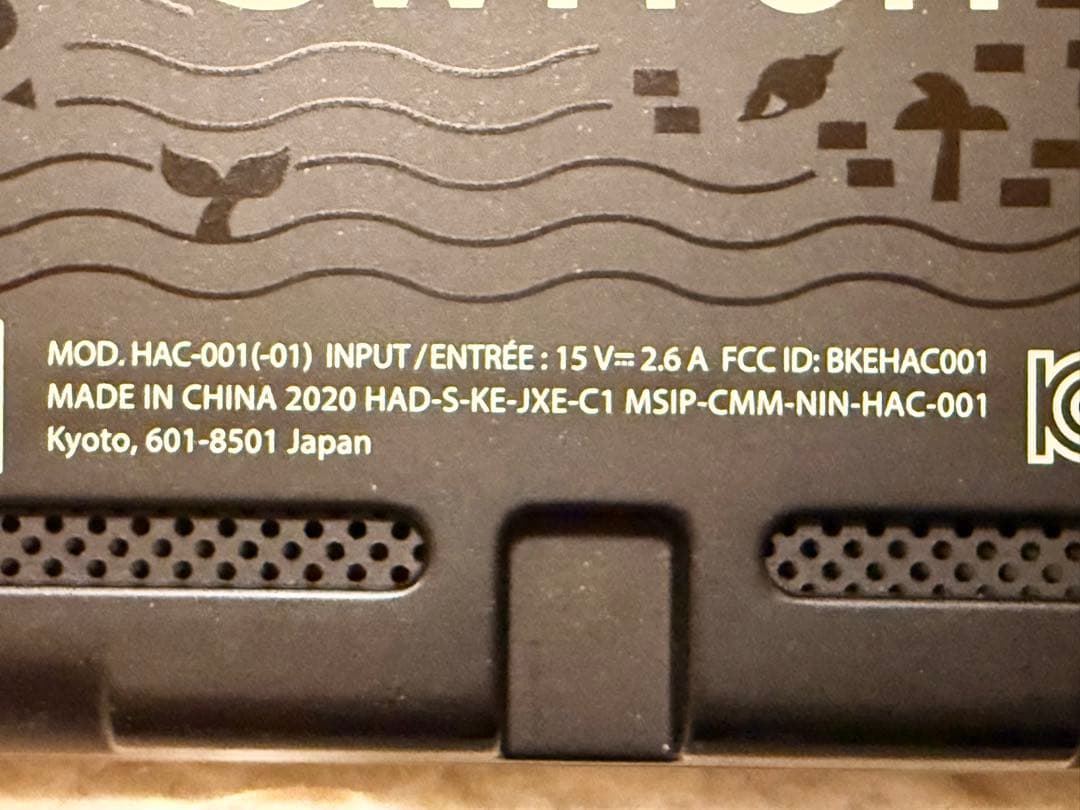 SWITCH
MOD. HAC-001(-01) INPUT/ENTRÉE : 15 V⎓ 2.6 A FCC ID: BKEHAC001
MADE IN CHINA 2020 HAD-S-KE-JXE-C1 MSIP-CMM-NIN-HAC-001
Kyoto, 601-8501 Japan